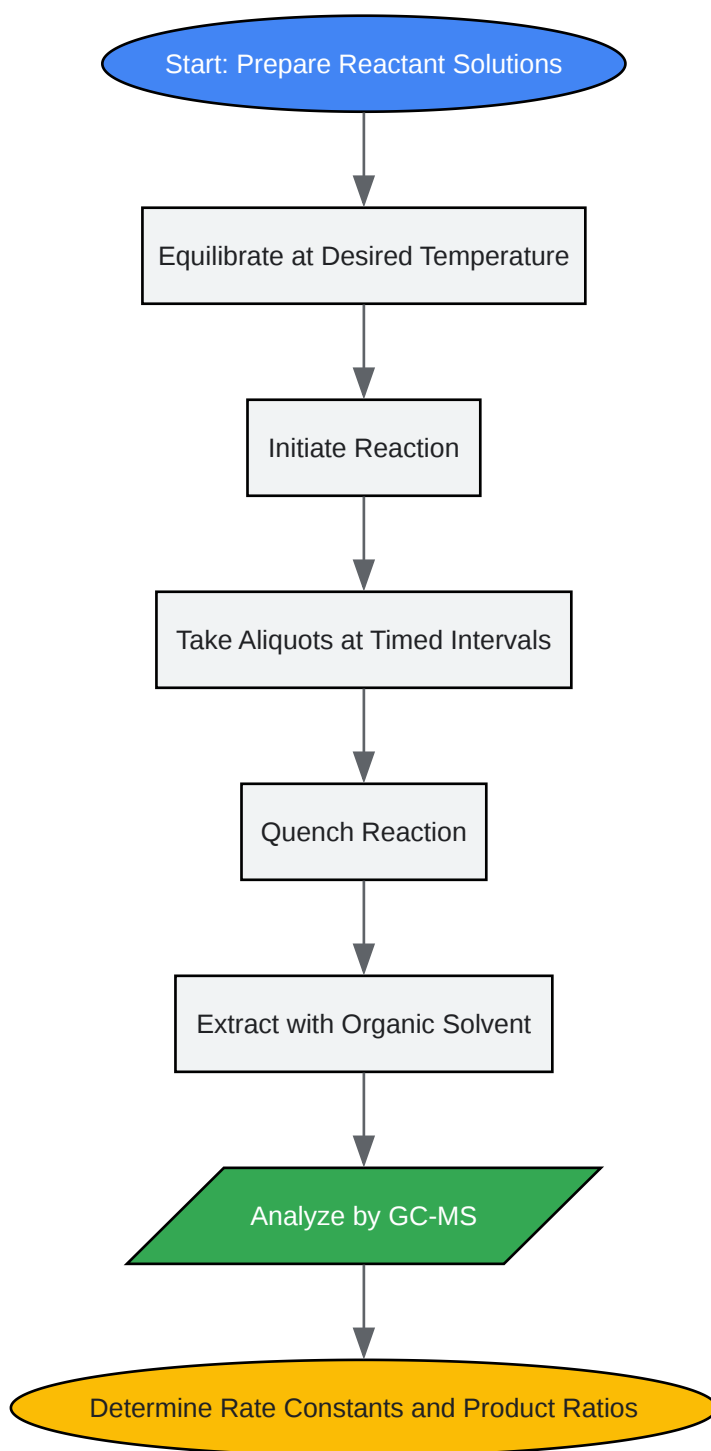 Start: Prepare Reactant Solutions
Equilibrate at Desired Temperature
Initiate Reaction
Take Aliquots at Timed Intervals
Quench Reaction
Extract with Organic Solvent
Analyze by GC-MS
Determine Rate Constants and Product Ratios